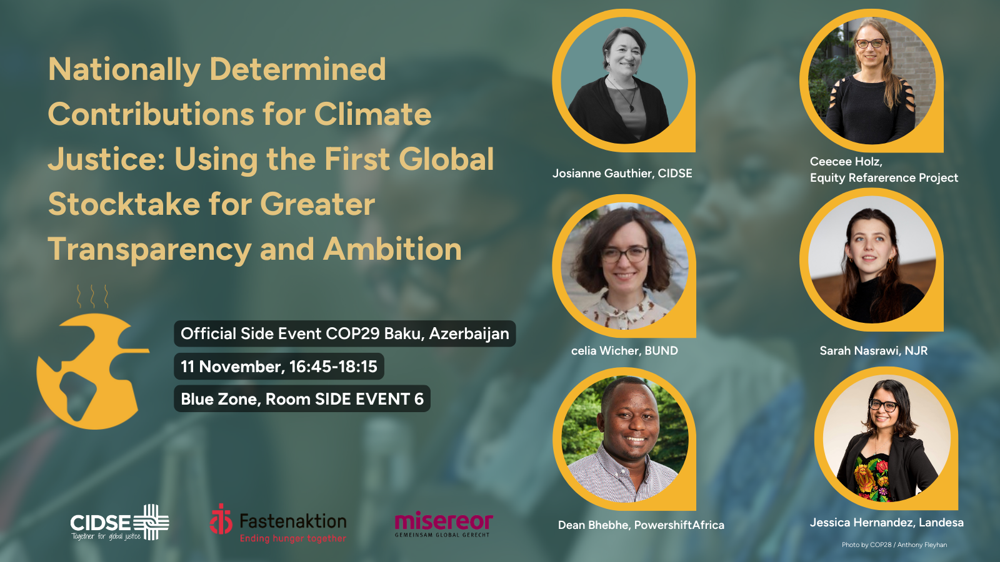 Nationally Determined
Contributions for Climate
Justice: Using the First Global
Stocktake for Greater
Transparency and Ambition
Official Side Event COP29 Baku, Azerbaijan
11 November, 16:45-18:15
Blue Zone, Room SIDE EVENT 6
CIDSE
Together for global justice
Fastenaktion
Ending hunger together
misereor
GEMEINSAM GLOBAL GERECHT
Josianne Gauthier, CIDSE
Ceecee Holz,
Equity Refarerence Project
celia Wicher, BUND
Sarah Nasrawi, NJR
Dean Bhebhe, PowershiftAfrica
Jessica Hernandez, Landesa
Photo by COP28 / Anthony Fleyhan